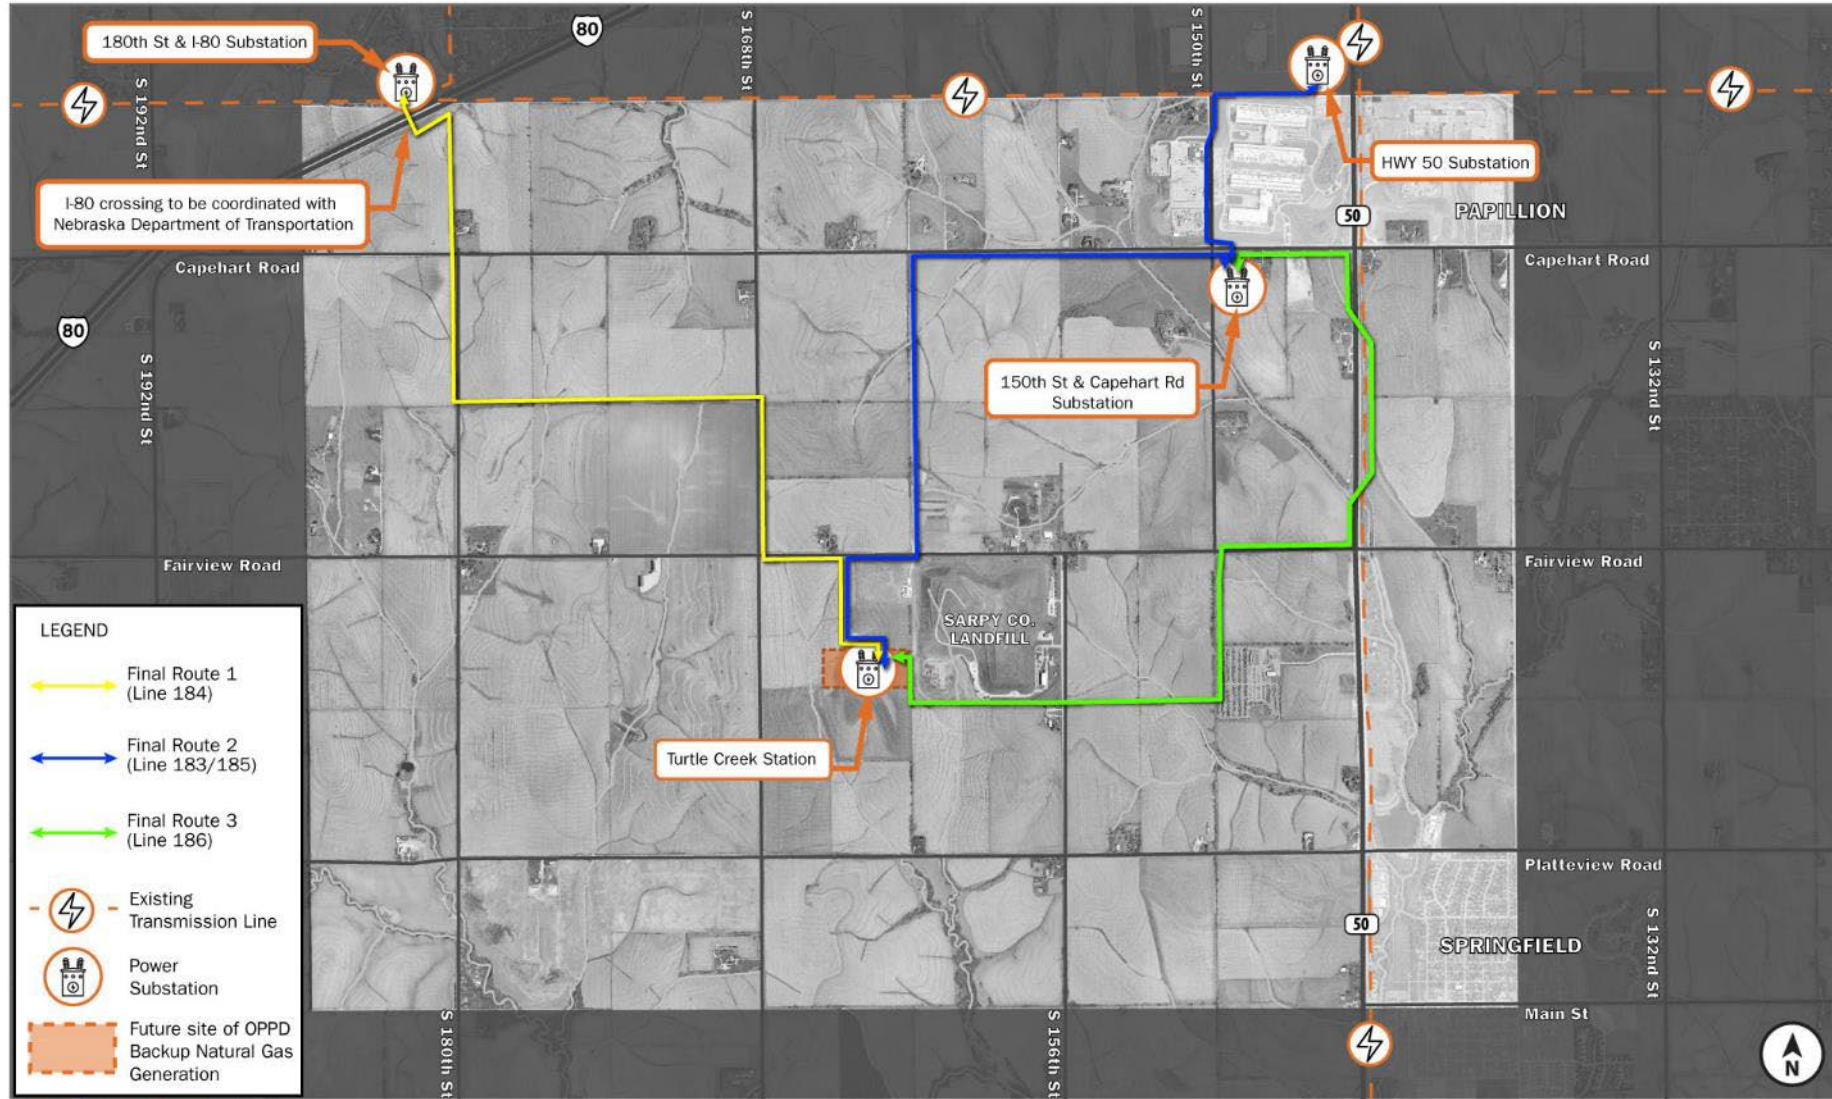 180th St & I-80 Substation
80
S 168th St
S 150th St
S 192nd St
HWY 50 Substation
I-80 crossing to be coordinated with
Nebraska Department of Transportation
50
PAPILLION
Capehart Road
Capehart Road
80
S 192nd St
150th St & Capehart Rd
Substation
S 132nd St
Fairview Road
Fairview Road
SARPY CO.
LANDFILL
Turtle Creek Station
LEGEND
Final Route 1
(Line 184)
Final Route 2
(Line 183/185)
Final Route 3
(Line 186)
Existing
Transmission Line
Power
Substation
Future site of OPPD
Backup Natural Gas
Generation
Platteview Road
50
SPRINGFIELD
S 132nd St
Main St
S 180th St
S 156th St
N